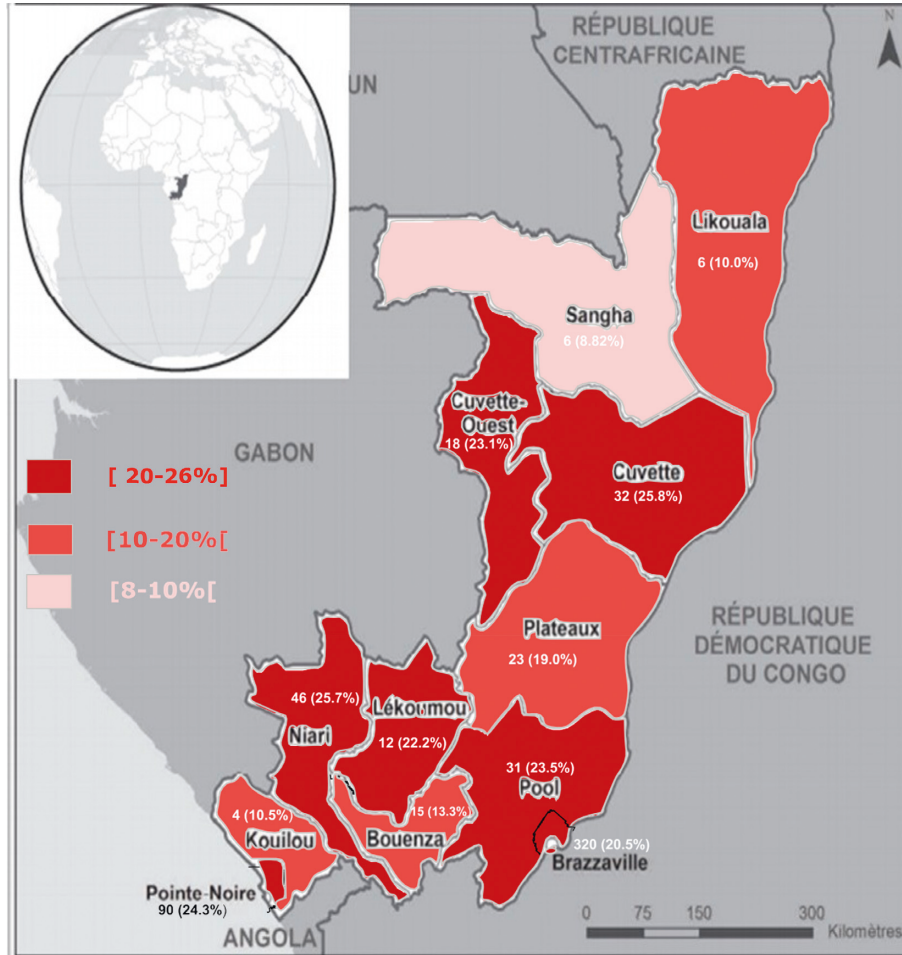 N
RÉPUBLIQUE
CENTRAFRICAINE
UN
Likouala
6 (10.0%)
Sangha
6 (8.82%)
Cuvette-
Ouest
18 (23.1%)
GABON
Cuvette
32 (25.8%)
[ 20-26%]
[10-20%[
[8-10%[
Plateaux
23 (19.0%)
RÉPUBLIQUE
DÉMOCRATIQUE
DU CONGO
46 (25.7%)
Niari
Lékoumou
12 (22.2%)
31 (23.5%)
Pool
4 (10.5%)
Kouilou
15 (13.3%)
Bouenza
320 (20.5%)
Brazzaville
Pointe-Noire
90 (24.3%)
ANGOLA
0 75 150 300
Kilomètres